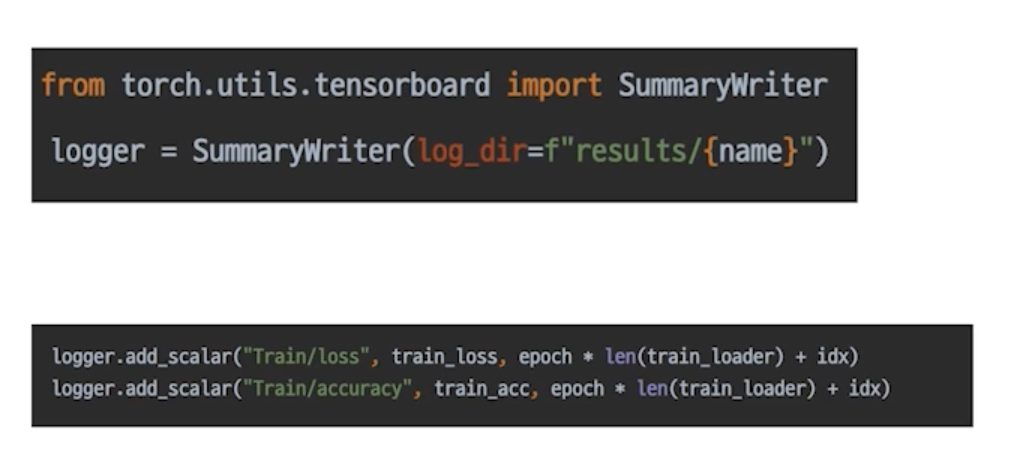 from torch.utils.tensorboard import SummaryWriter
logger = SummaryWriter(log_dir=f"results/{name}")
logger.add_scalar("Train/loss", train_loss, epoch * len(train_loader) + idx)
logger.add_scalar("Train/accuracy", train_acc, epoch * len(train_loader) + idx)